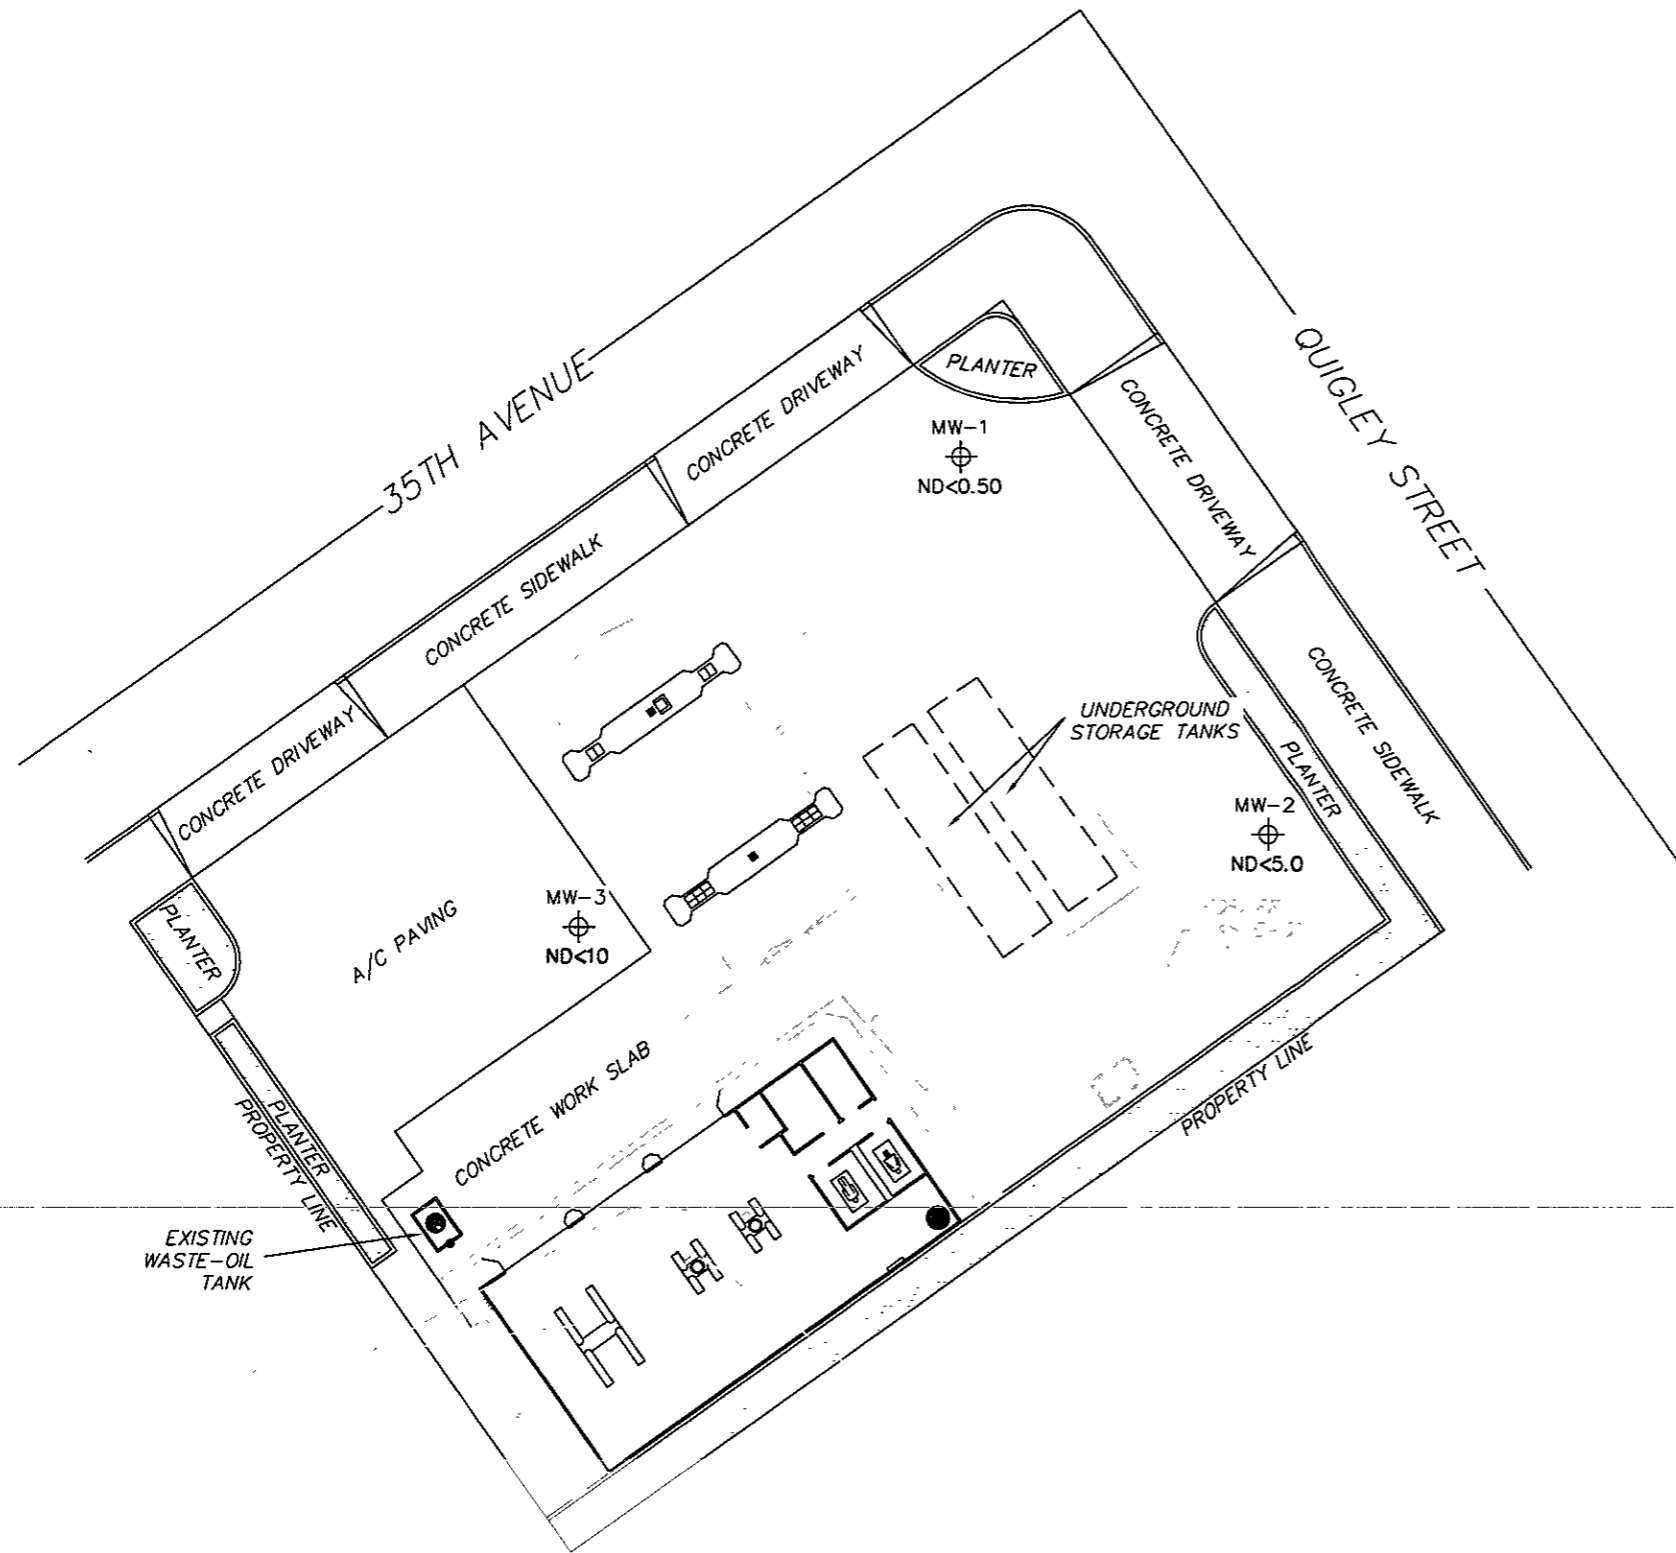 35TH AVENUE
QUIGLEY STREET
PLANTER
CONCRETE DRIVEWAY
CONCRETE DRIVEWAY
MW-1
ND<0.50
CONCRETE SIDEWALK
CONCRETE SIDEWALK
CONCRETE DRIVEWAY
UNDERGROUND
STORAGE TANKS
PLANTER
MW-2
ND<5.0
MW-3
ND<10
A/C PAVING
PLANTER
PLANTER
PROPERTY LINE
CONCRETE WORK SLAB
PROPERTY LINE
EXISTING
WASTE-OIL
TANK